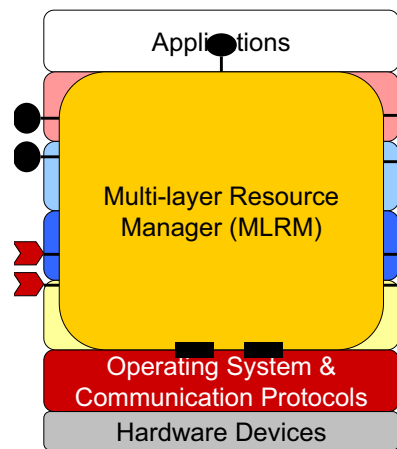 Applications
Multi-layer Resource
Manager (MLRM)
Operating System &
Communication Protocols
Hardware Devices